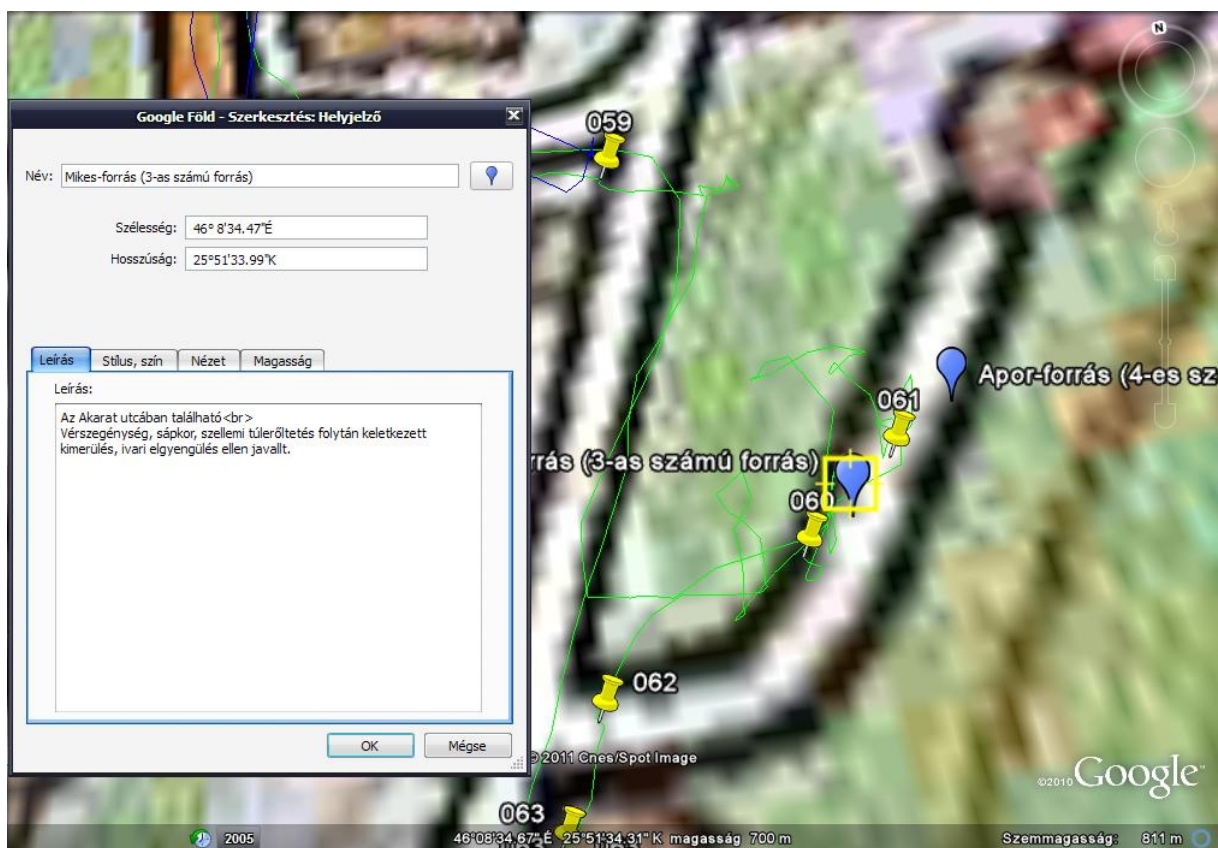 Google Föld - Szerkesztés: Helyjelző
Név: Mikes-forrás (3-as számú forrás)
Szélesség: 46° 8'34.47"É
Hosszúság: 25°51'33.99"K
Leírás Stílus, szín Nézet Magasság
Leírás:
Az Akarat utcában található<br>
Vérszegénység, sápkor, szellemi túlerőltetés folytán keletkezett
kimerülés, ivari elgyengülés ellen javallt.
OK Mégse
N
059
Apor-forrás (4-es sz
061
rrás (3-as számú forrás)
060
062
© 2011 Cnes/Spot Image
©2010 Google
063
2005
46°08'34.67" É 25°51'34.31" K magasság 700 m
Szemmagasság: 811 m